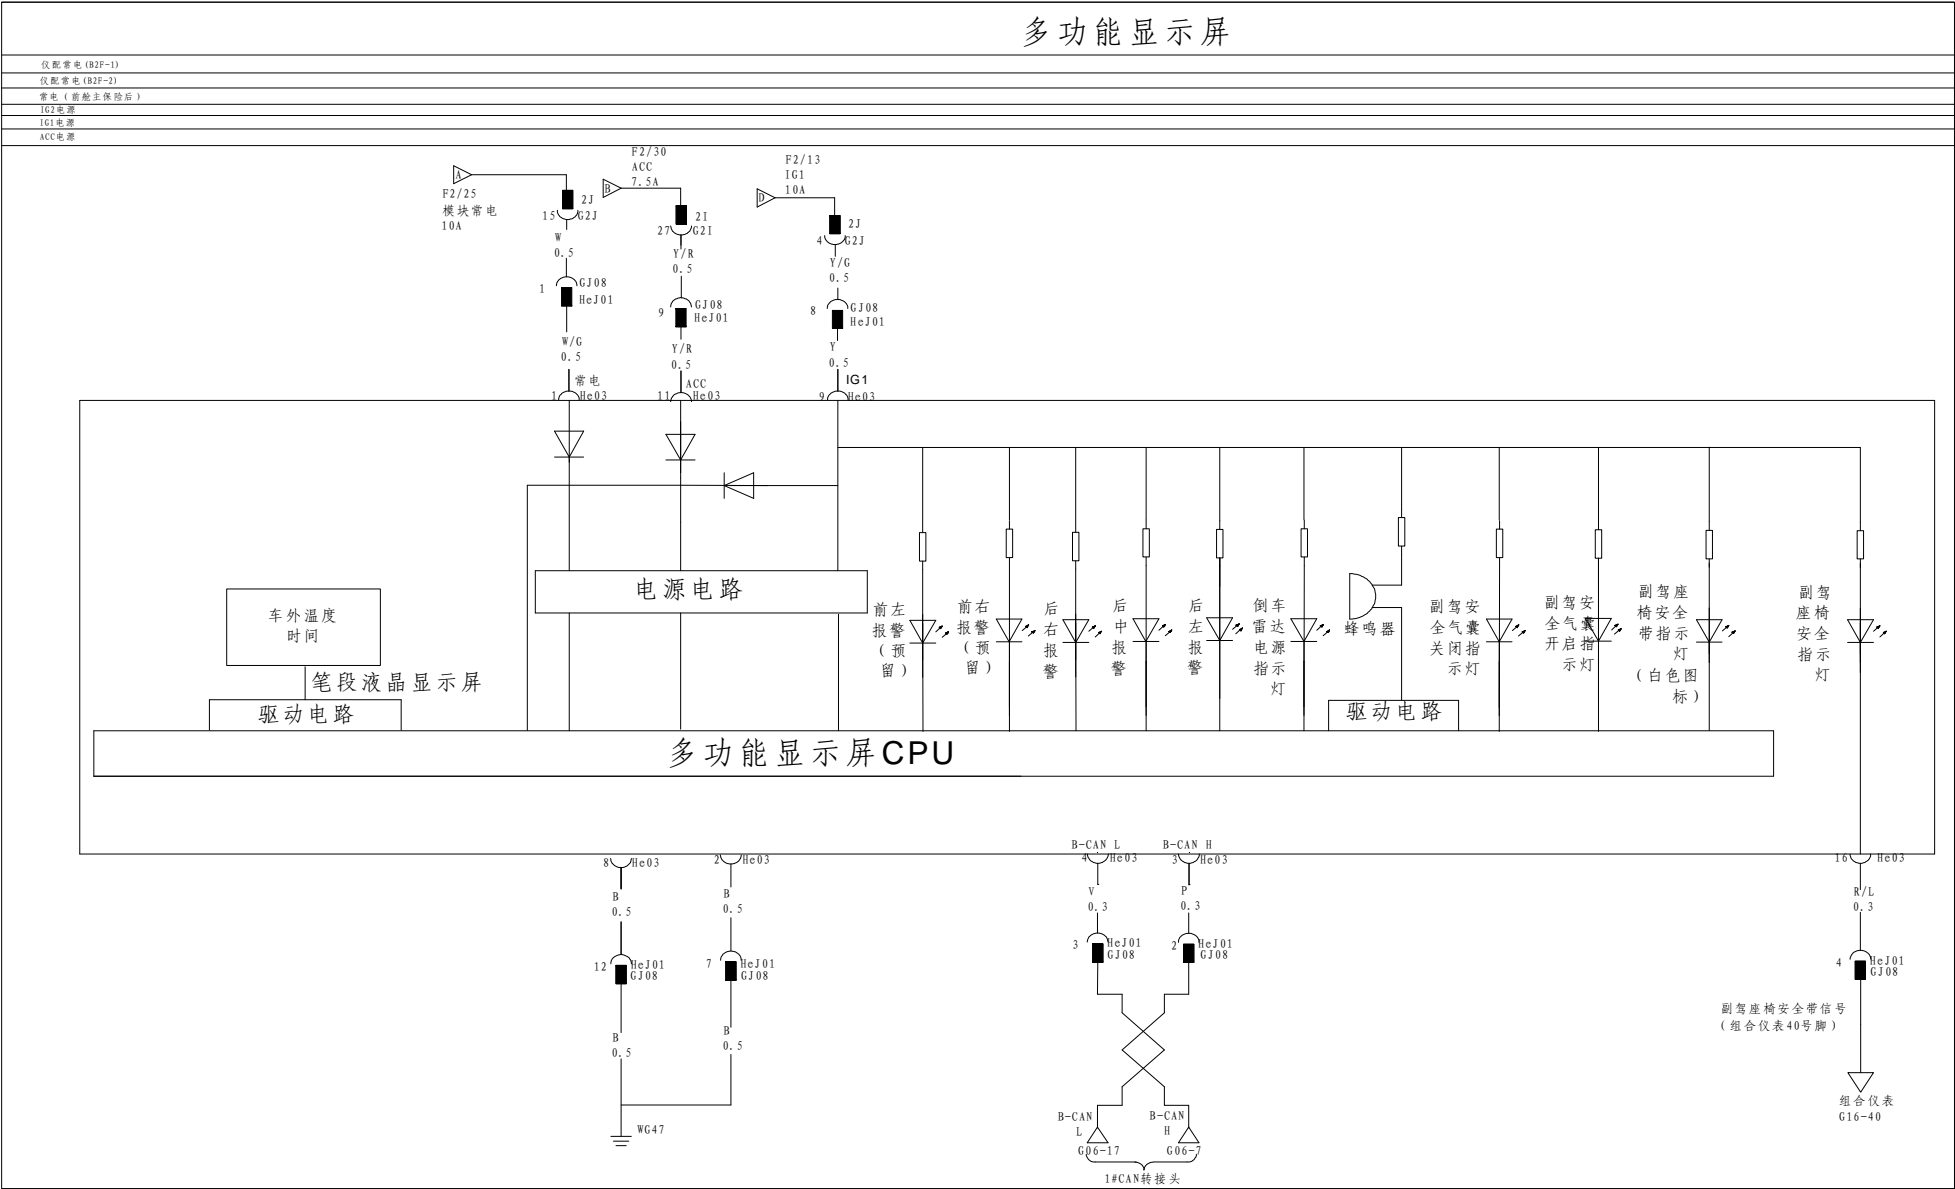 多功能显示屏
仪配常电(B2F-1)
仪配常电(B2F-2)
常电(前舱主保险后)
IG2电源
IG1电源
ACC电源
A
F2/25
模块常电
10A
2J
15
G2J
W
0.5
1
GJ08
HeJ01
W/G
0.5
常电
1
He03
F2/30
ACC
7.5A
B
2I
27
G2I
Y/R
0.5
9
GJ08
HeJ01
Y/R
0.5
ACC
11
He03
F2/13
IG1
10A
D
2J
4
G2J
Y/G
0.5
8
GJ08
HeJ01
Y
0.5
IG1
9
He03
电源电路
车外温度
时间
笔段液晶显示屏
驱动电路
前左
报警
(预
留)
前右
报警
(预
留)
后
右
报
警
后
中
报
警
后
左
报
警
倒车
雷达
电源
指示
灯
蜂鸣器
驱动电路
副驾安
全气囊
关闭指
示灯
副驾安
全气囊
开启指
示灯
副驾座
椅安全
带指示
灯
(白色图
标)
副驾
座椅
安全
指示
灯
多功能显示屏CPU
8
He03
B
0.5
12
HeJ01
GJ08
B
0.5
2
He03
B
0.5
7
HeJ01
GJ08
B
0.5
WG47
B-CAN L
4
He03
V
0.3
3
HeJ01
GJ08
B-CAN H
3
He03
P
0.3
2
HeJ01
GJ08
B-CAN
L
G06-17
B-CAN
H
G06-7
1#CAN转接头
16
He03
R/L
0.3
4
HeJ01
GJ08
副驾座椅安全带信号
(组合仪表40号脚)
组合仪表
G16-40